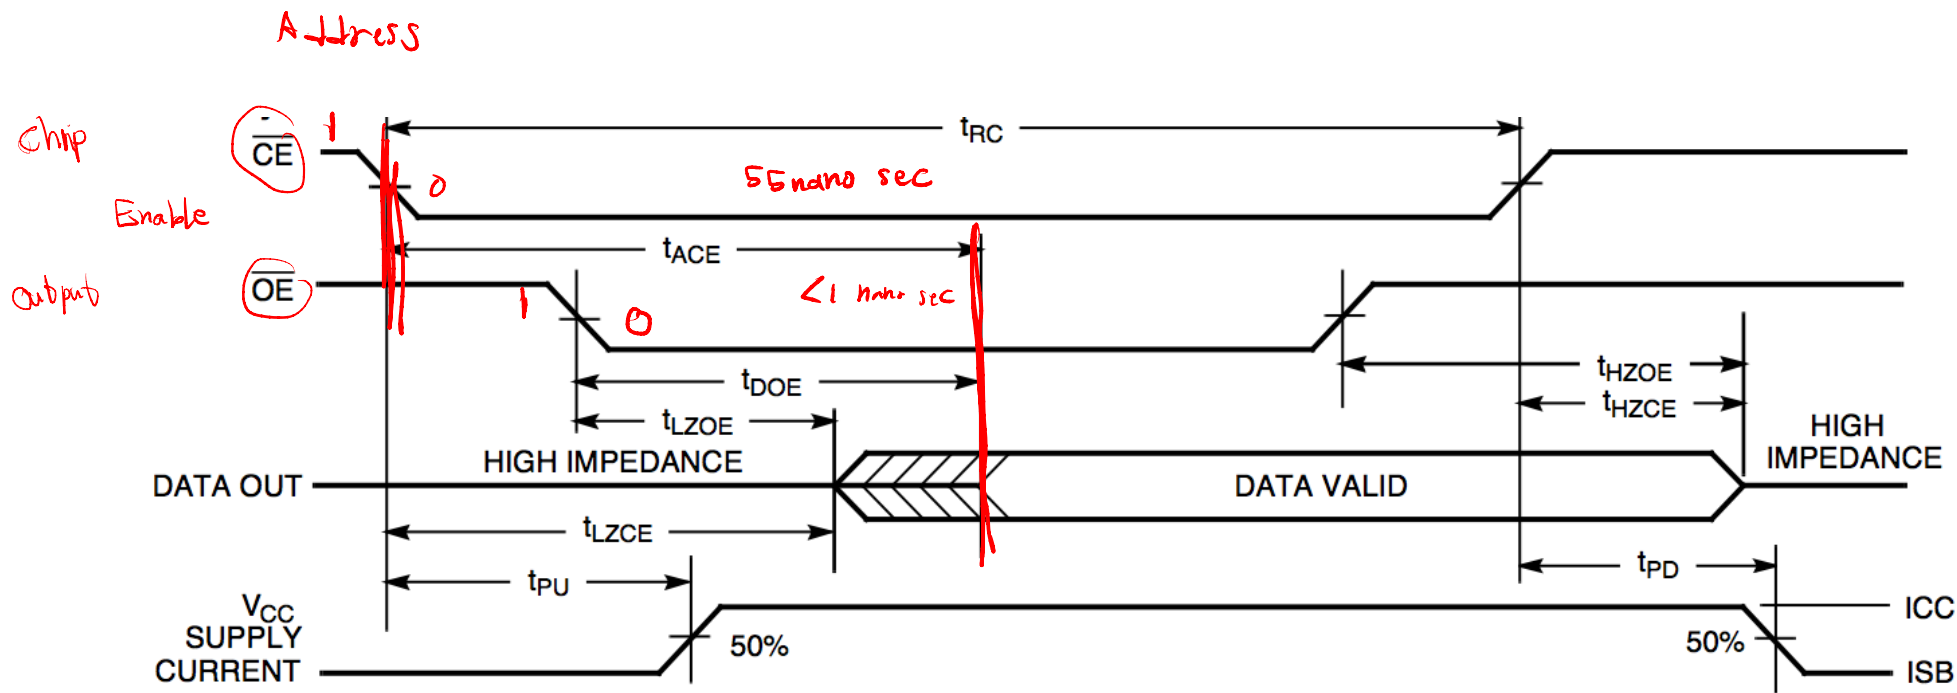 Address
Chip
CE
1
tRC
0
55 nano sec
Enable
tACE
output
OE
1
0
<1 nano sec
tDOE
tHZOE
tLZOE
tHZCE
HIGH IMPEDANCE
HIGH
IMPEDANCE
DATA OUT
DATA VALID
tLZCE
tPU
tPD
VCC
SUPPLY
CURRENT
50%
50%
ICC
ISB